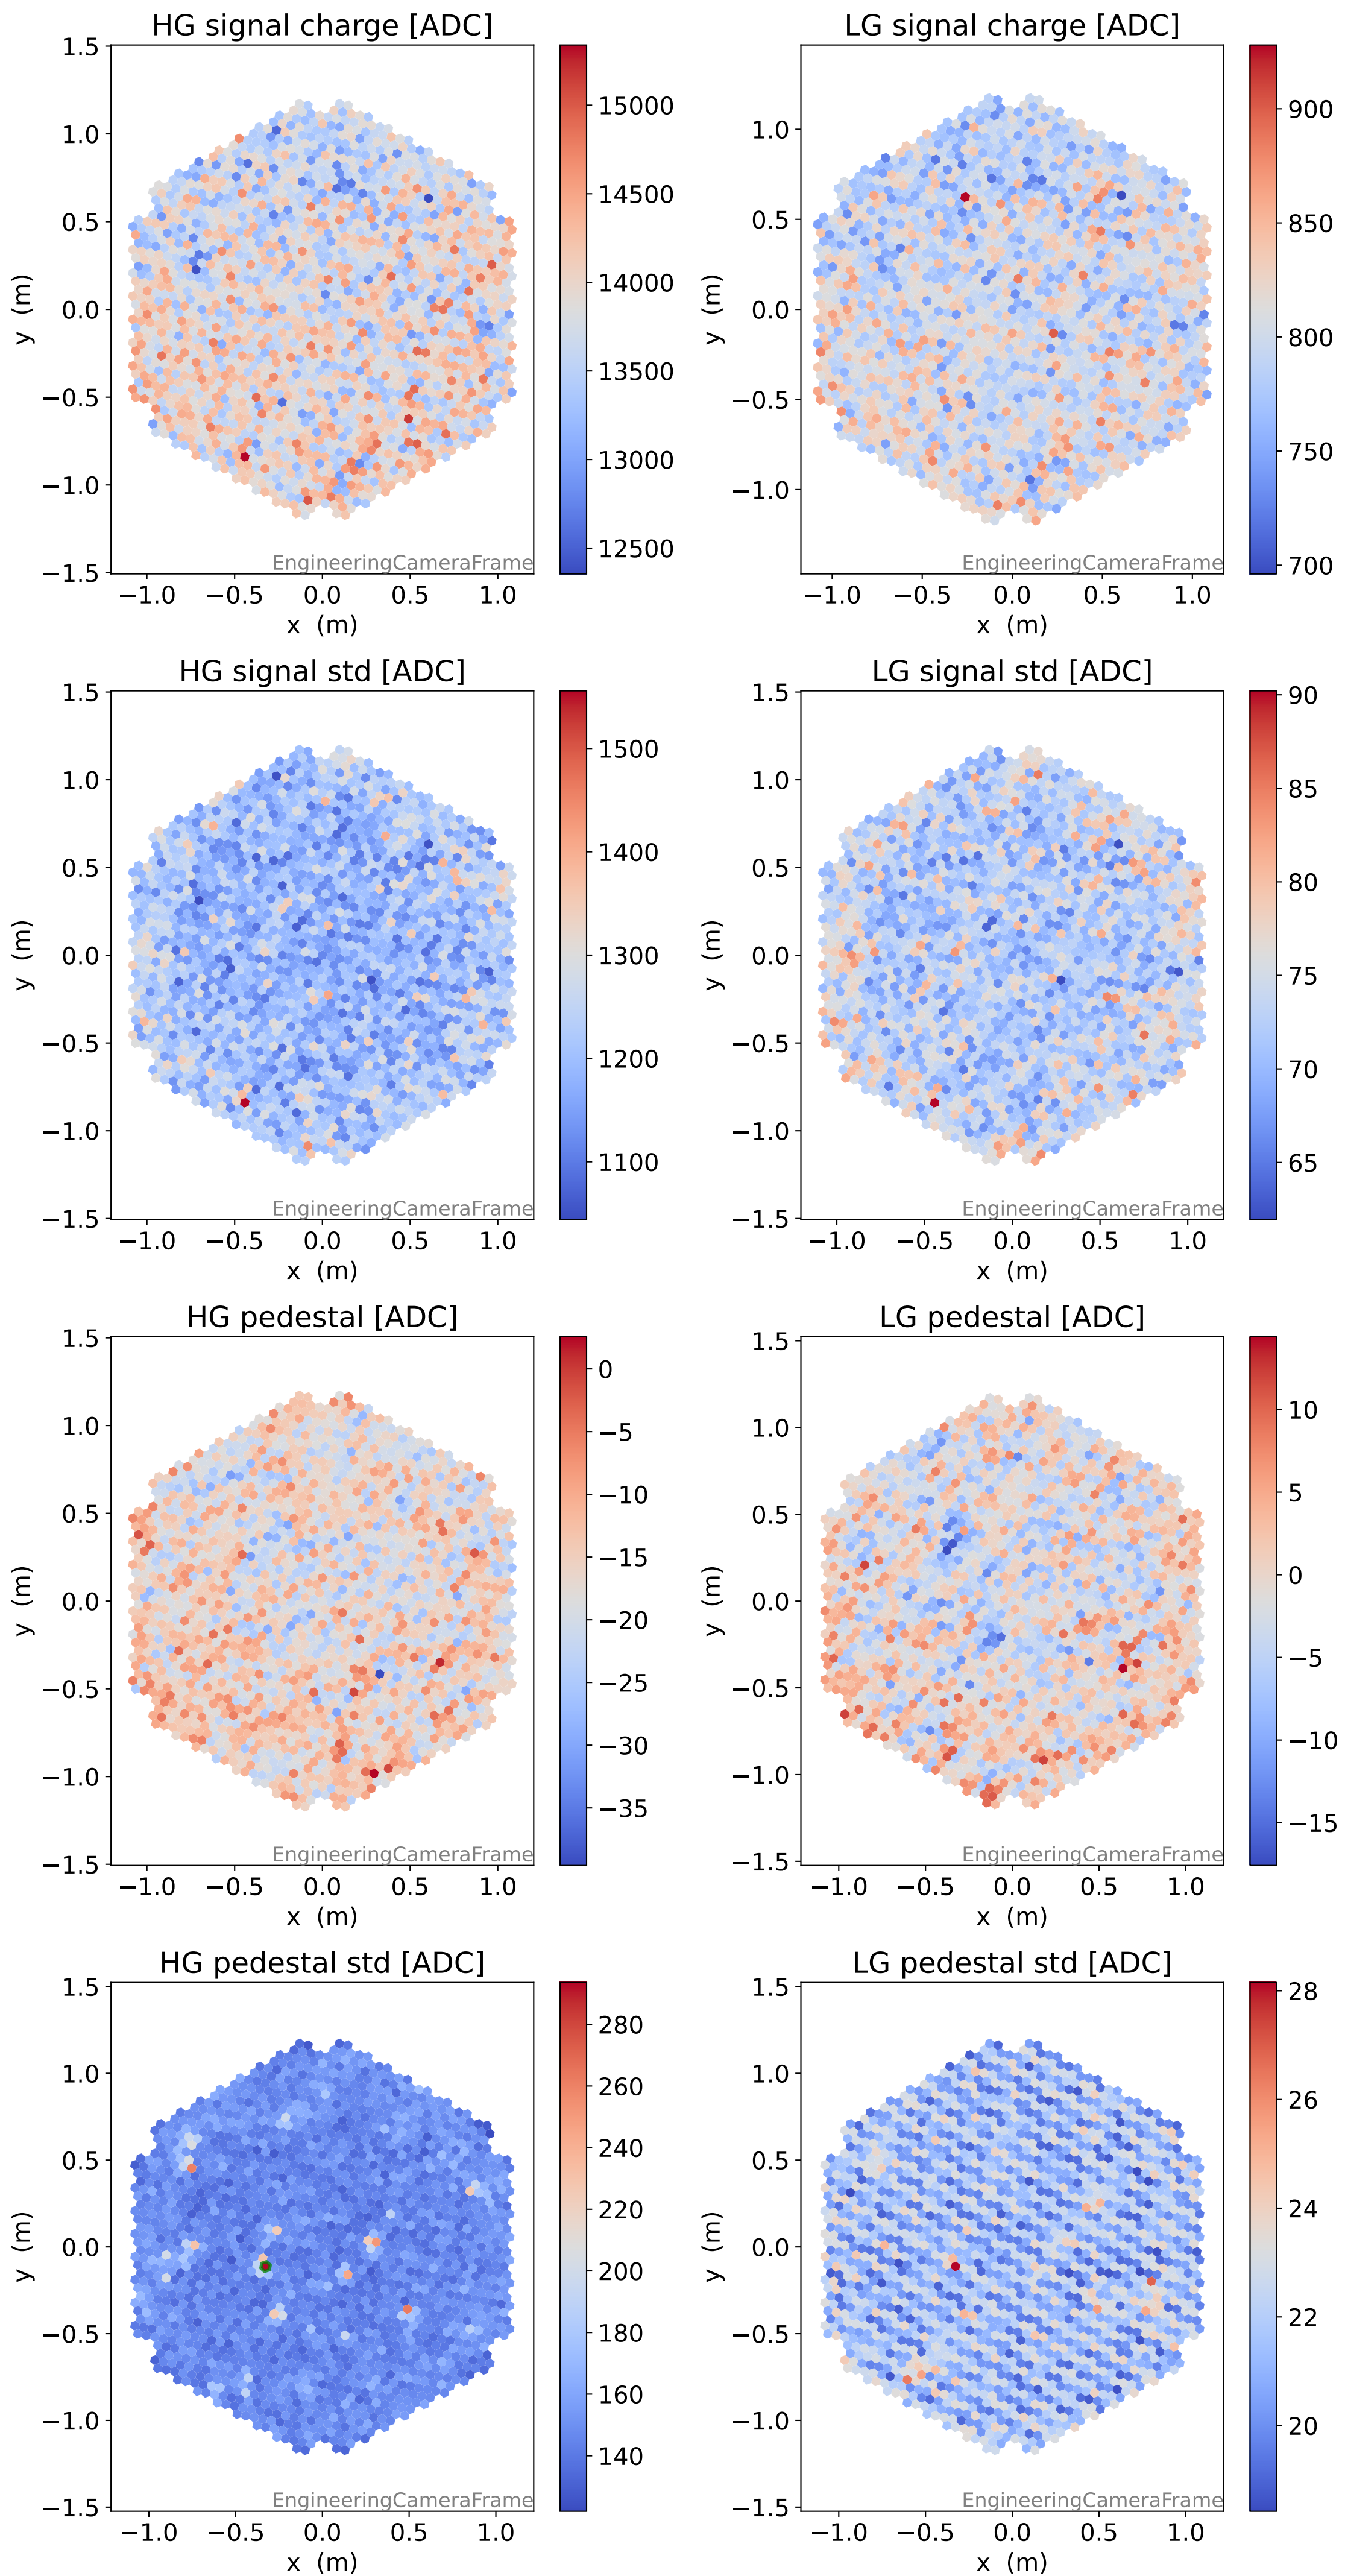 HG signal charge [ADC]
1.5
1.0
0.5
0.0
−0.5
−1.0
−1.5
y (m)
−1.0 −0.5 0.0 0.5 1.0
x (m)
EngineeringCameraFrame
15000
14500
14000
13500
13000
12500
LG signal charge [ADC]
1.0
0.5
0.0
−0.5
−1.0
y (m)
−1.0 −0.5 0.0 0.5 1.0
x (m)
EngineeringCameraFrame
900
850
800
750
700
HG signal std [ADC]
1.5
1.0
0.5
0.0
−0.5
−1.0
−1.5
y (m)
−1.0 −0.5 0.0 0.5 1.0
x (m)
EngineeringCameraFrame
1500
1400
1300
1200
1100
LG signal std [ADC]
1.5
1.0
0.5
0.0
−0.5
−1.0
−1.5
y (m)
−1.0 −0.5 0.0 0.5 1.0
x (m)
EngineeringCameraFrame
90
85
80
75
70
65
HG pedestal [ADC]
1.5
1.0
0.5
0.0
−0.5
−1.0
−1.5
y (m)
−1.0 −0.5 0.0 0.5 1.0
x (m)
EngineeringCameraFrame
0
−5
−10
−15
−20
−25
−30
−35
LG pedestal [ADC]
1.5
1.0
0.5
0.0
−0.5
−1.0
−1.5
y (m)
−1.0 −0.5 0.0 0.5 1.0
x (m)
EngineeringCameraFrame
10
5
0
−5
−10
−15
HG pedestal std [ADC]
1.5
1.0
0.5
0.0
−0.5
−1.0
−1.5
y (m)
−1.0 −0.5 0.0 0.5 1.0
x (m)
EngineeringCameraFrame
280
260
240
220
200
180
160
140
LG pedestal std [ADC]
1.5
1.0
0.5
0.0
−0.5
−1.0
−1.5
y (m)
−1.0 −0.5 0.0 0.5 1.0
x (m)
EngineeringCameraFrame
28
26
24
22
20